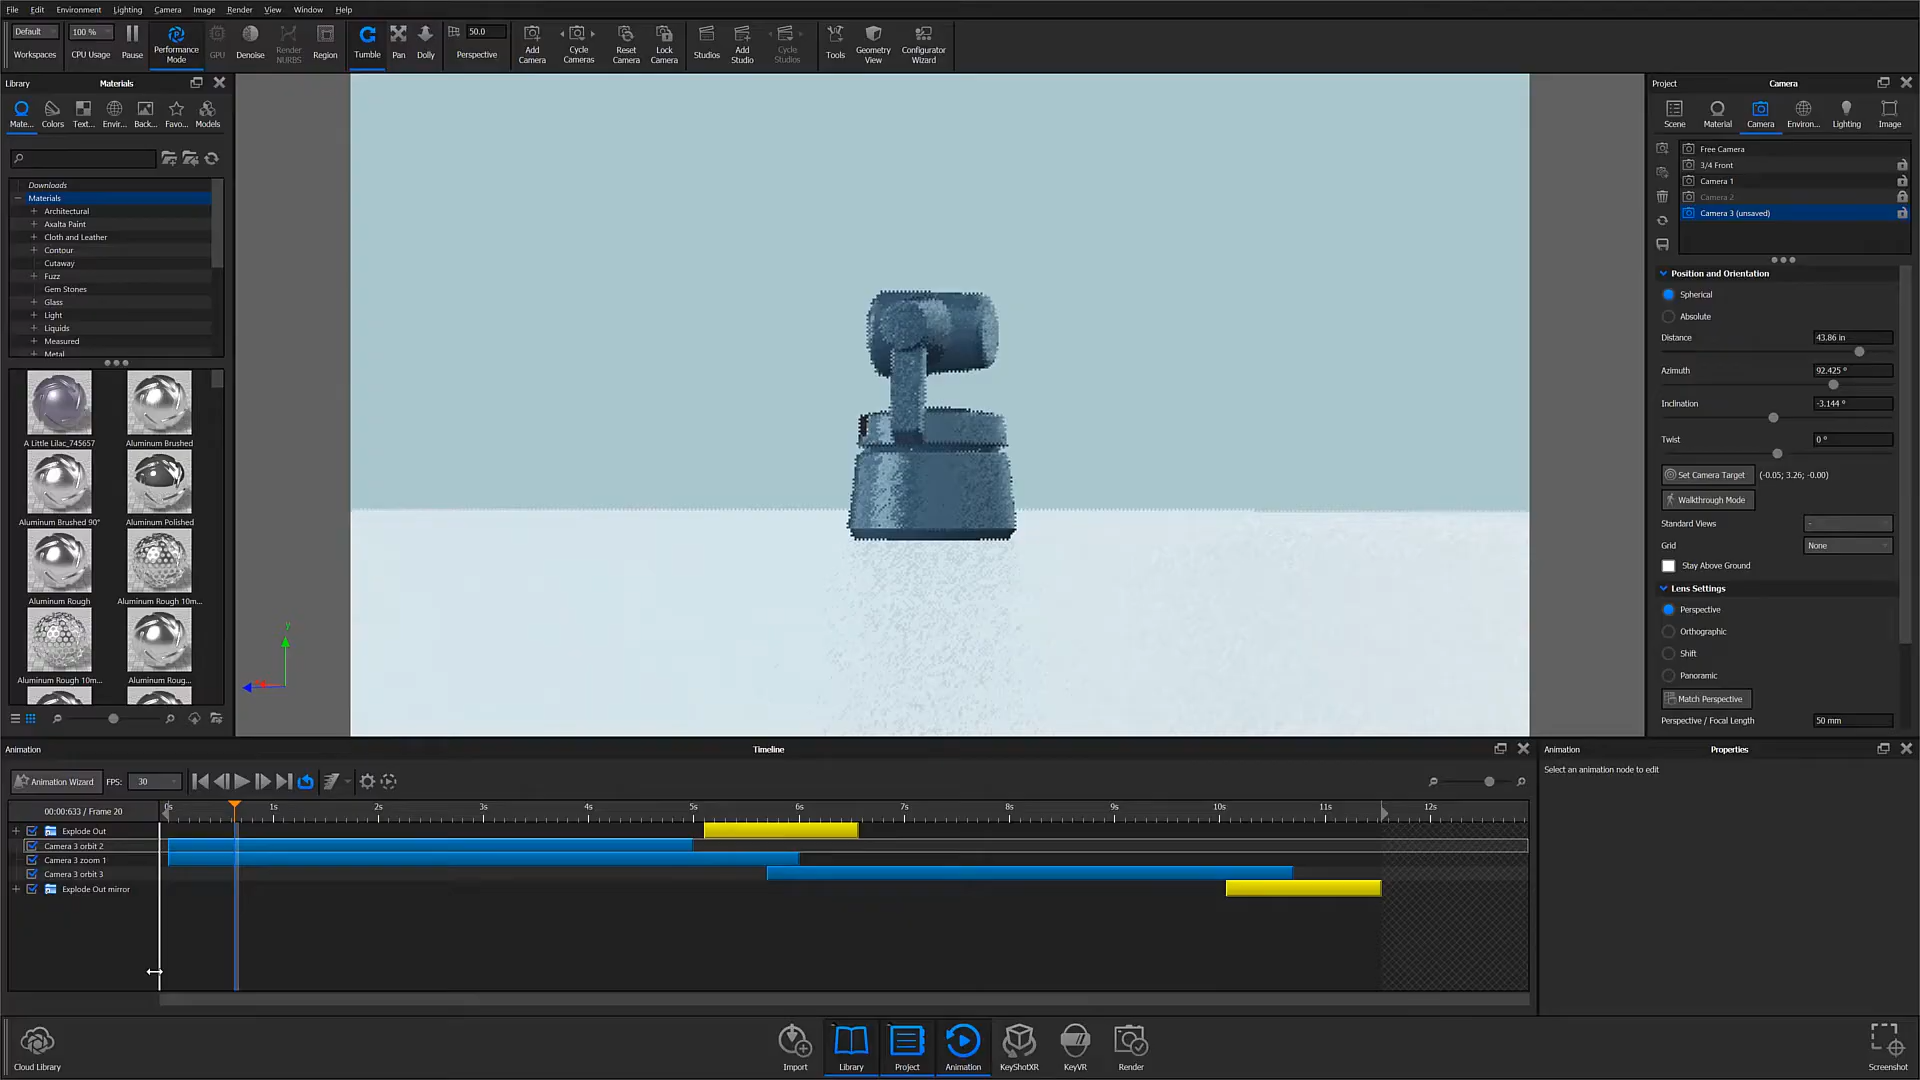 File Edit Environment Lighting Camera Image Render View Window Help
Default 100 % 50.0
Workspaces CPU Usage Pause Performance Mode GPU Denoise Render NURBS Region Tumble Pan Dolly Perspective Add Camera Cycle Cameras Reset Camera Lock Camera Studios Add Studio Cycle Studios Tools Geometry View Configurator Wizard
Library Materials
Mate... Colors Text... Envir... Back... Favo... Models
Downloads
Materials
Architectural
Axalta Paint
Cloth and Leather
Contour
Cutaway
Fuzz
Gem Stones
Glass
Light
Liquids
Measured
Metal
A Little Lilac_745657 Aluminum Brushed
Aluminum Brushed 90° Aluminum Polished
Aluminum Rough Aluminum Rough 10m...
Aluminum Rough 10m... Aluminum Roug...
y
Project Camera
Scene Material Camera Environ... Lighting Image
Free Camera
3/4 Front
Camera 1
Camera 2
Camera 3 (unsaved)
Position and Orientation
Spherical
Absolute
Distance 43.86 in
Azimuth 92.425 °
Inclination -3.144 °
Twist 0 °
Set Camera Target (-0.05; 3.26; -0.00)
Walkthrough Mode
Standard Views -
Grid None
Stay Above Ground
Lens Settings
Perspective
Orthographic
Shift
Panoramic
Match Perspective
Perspective / Focal Length 50 mm
Animation Timeline
Animation Wizard FPS: 30
00:00:633 / Frame 20 0s 1s 2s 3s 4s 5s 6s 7s 8s 9s 10s 11s 12s
Explode Out
Camera 3 orbit 2
Camera 3 zoom 1
Camera 3 orbit 3
Explode Out mirror
Animation Properties
Select an animation node to edit
Cloud Library Import Library Project Animation KeyShotXR KeyVR Render Screenshot